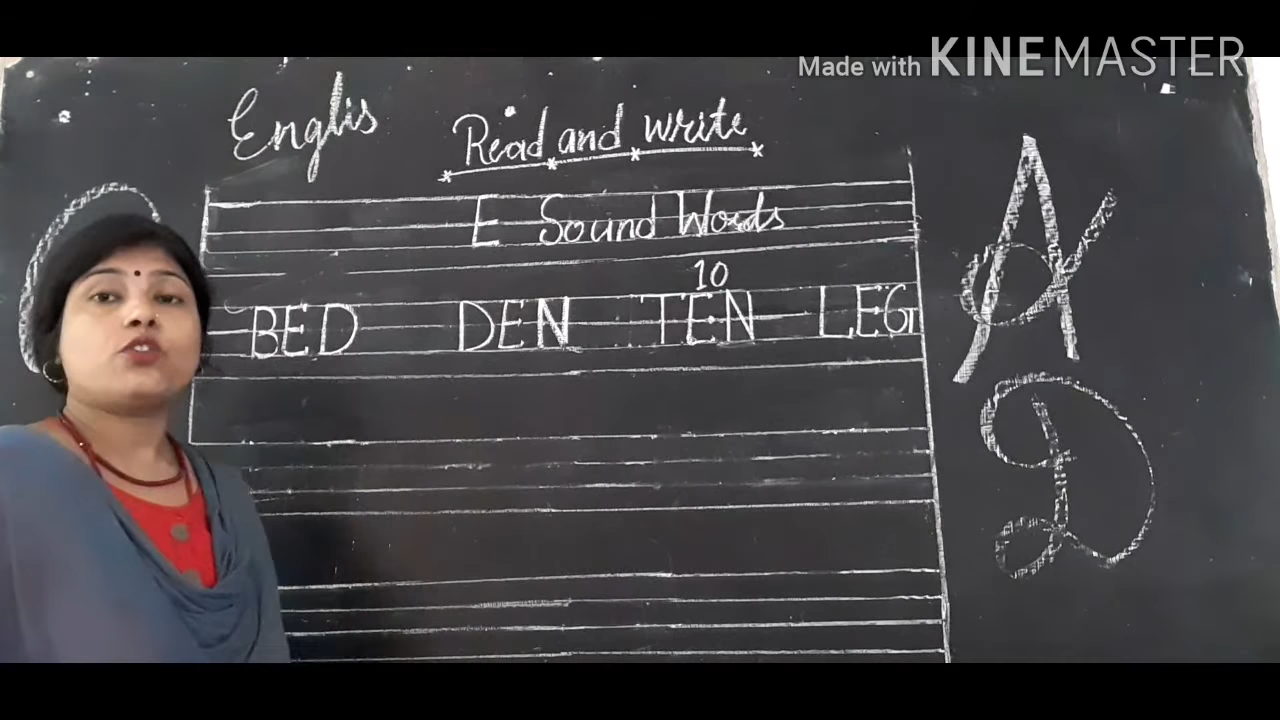 Made with KINEMASTER
Englis
Read and write
E Sound Words
10
BED DEN TEN LEG
A
D